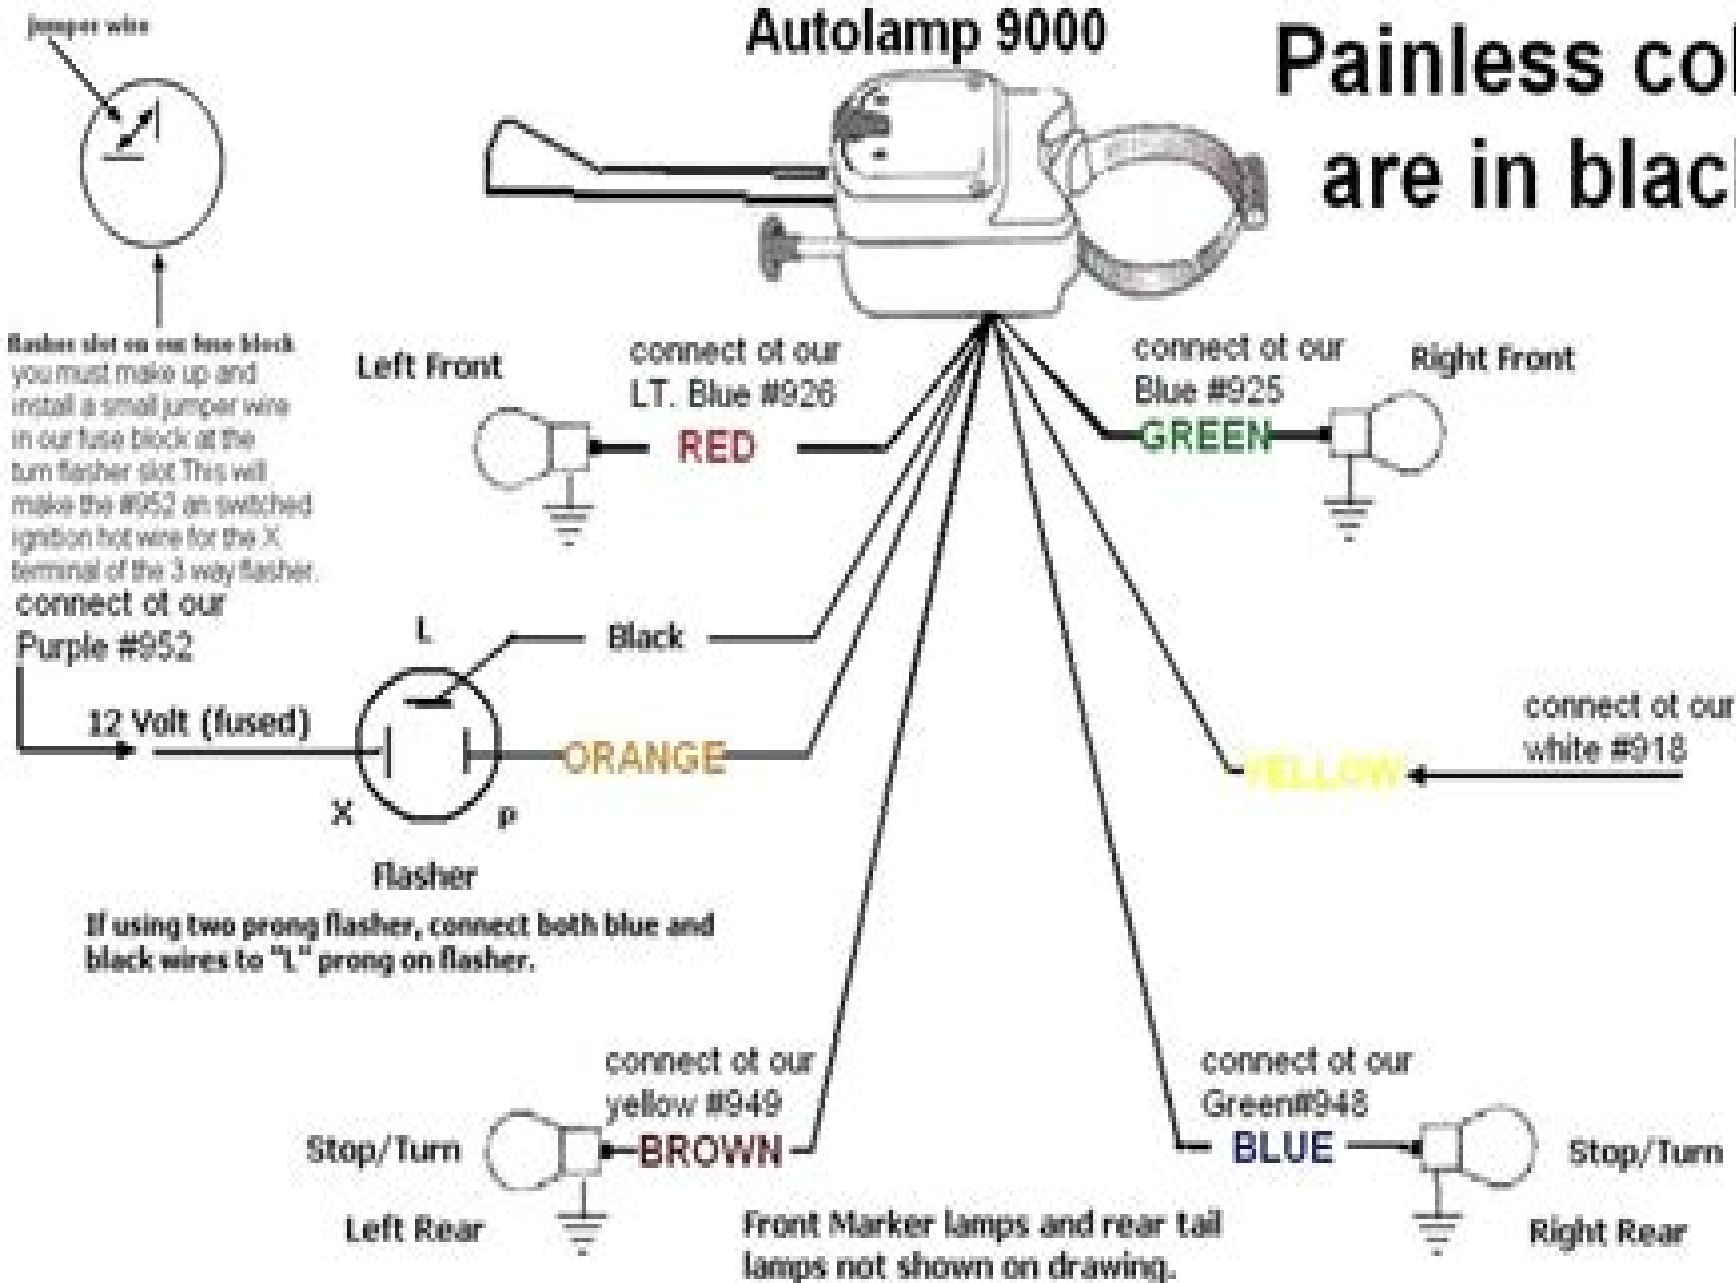 jumper wire
Autolamp 9000
Painless col
are in blac
flasher slot on our fuse block
you must make up and
install a small jumper wire
in our fuse block at the
turn flasher slot This will
make the #952 an switched
ignition hot wire for the X
terminal of the 3 way flasher.
connect ot our
Purple #952
Left Front
connect ot our
LT. Blue #926
RED
connect ot our
Blue #925
GREEN
Right Front
L
Black
12 Volt (fused)
ORANGE
X
P
Flasher
YELLOW
connect ot our
white #918
If using two prong flasher, connect both blue and
black wires to "L" prong on flasher.
connect ot our
yellow #949
Stop/Turn
BROWN
Left Rear
connect ot our
Green#948
BLUE
Stop/Turn
Right Rear
Front Marker lamps and rear tail
lamps not shown on drawing.